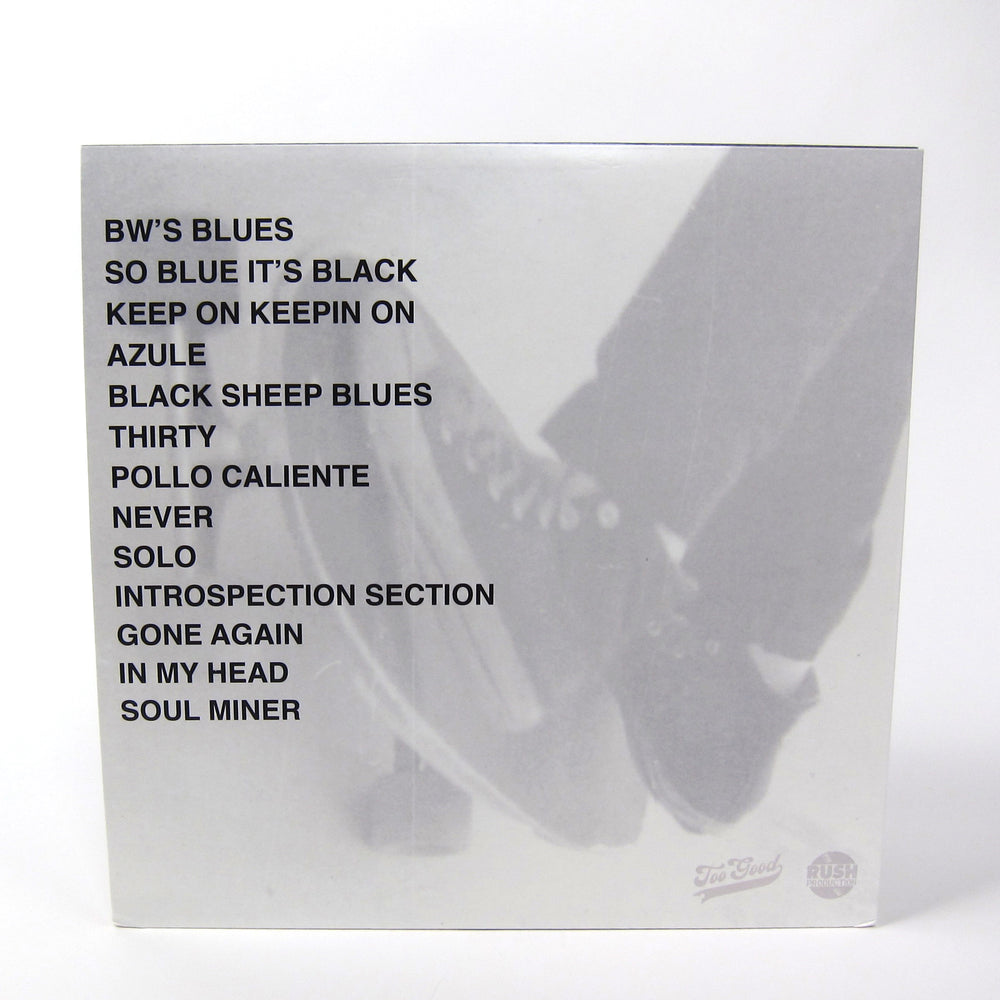 BW'S BLUES
SO BLUE IT'S BLACK
KEEP ON KEEPIN ON
AZULE
BLACK SHEEP BLUES
THIRTY
POLLO CALIENTE
NEVER
SOLO
INTROSPECTION SECTION
GONE AGAIN
IN MY HEAD
SOUL MINER
Too Good
RUSH
PRODUCTION